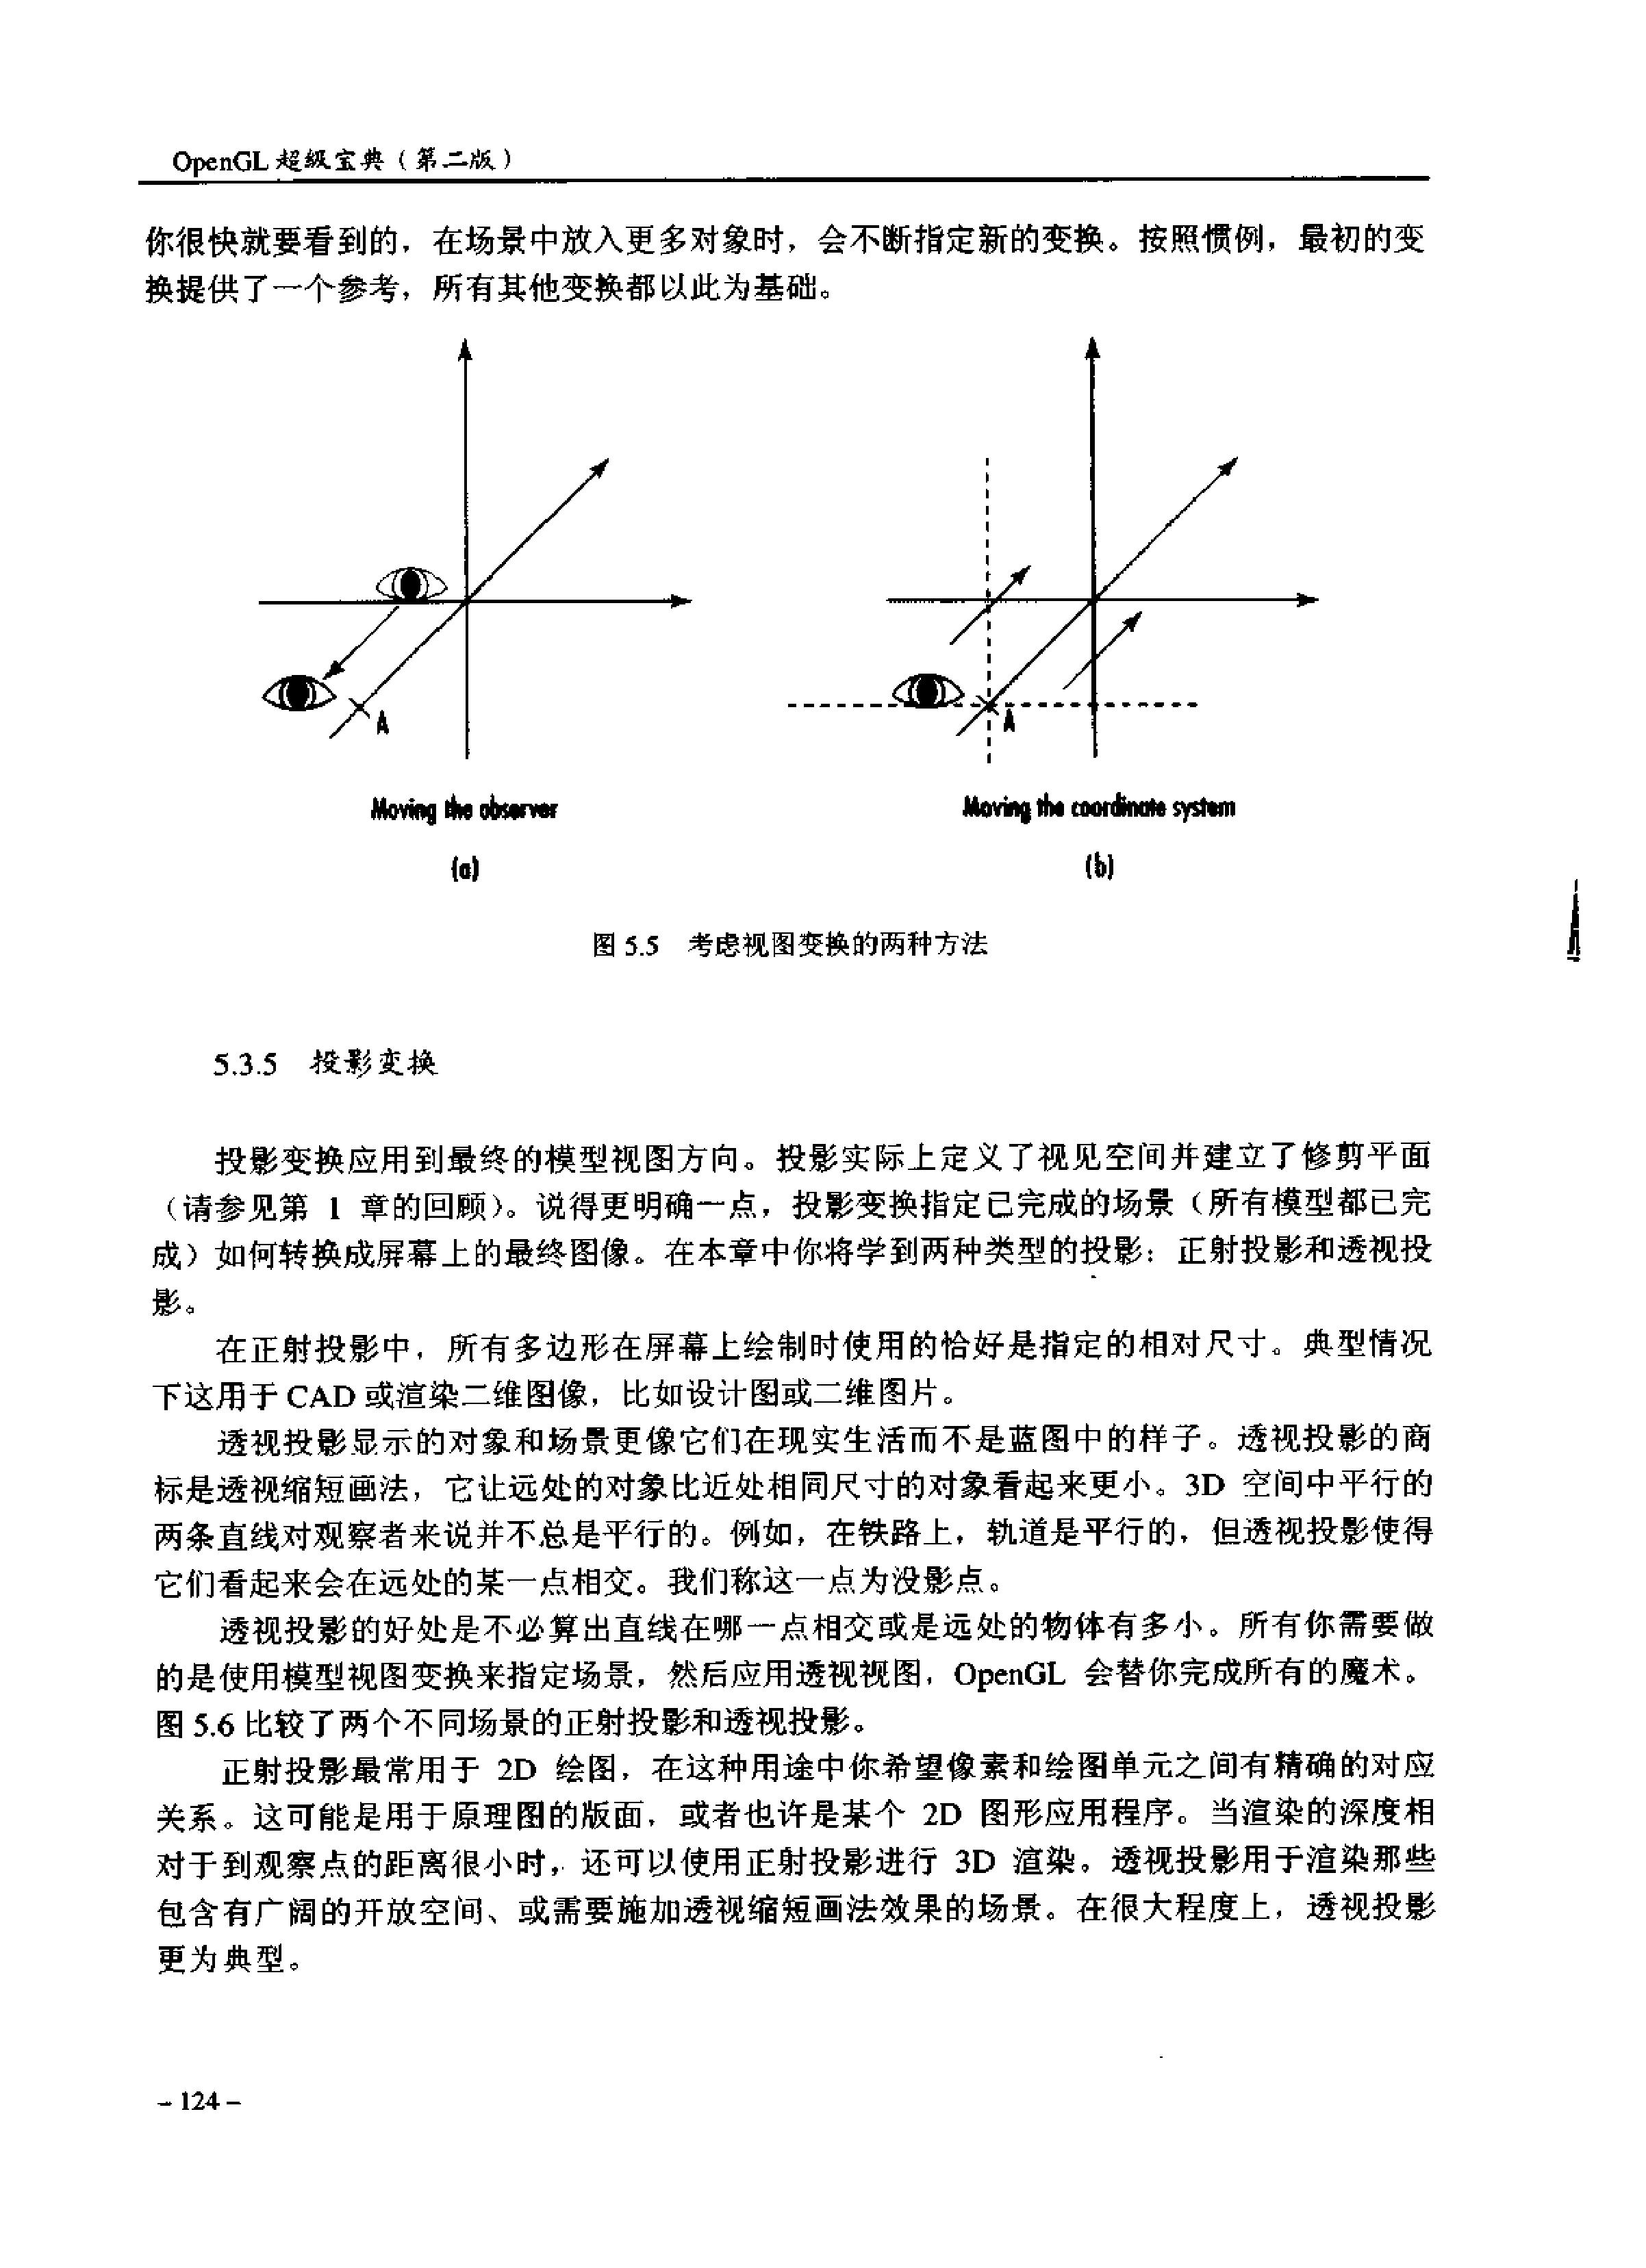 OpenGL 超级宝典（第二版）
你很快就要看到的，在场景中放入更多对象时，会不断指定新的变换。按照惯例，最初的变
换提供了一个参考，所有其他变换都以此为基础。
A
A
Moving the observer
Moving the coordinate system
(a)
(b)
图 5.5 考虑视图变换的两种方法
5.3.5 投影变换
投影变换应用到最终的模型视图方向。投影实际上定义了视见空间并建立了修剪平面
（请参见第 1 章的回顾）。说得更明确一点，投影变换指定已完成的场景（所有模型都已完
成）如何转换成屏幕上的最终图像。在本章中你将学到两种类型的投影：正射投影和透视投
影。
在正射投影中，所有多边形在屏幕上绘制时使用的恰好是指定的相对尺寸。典型情况
下这用于 CAD 或渲染二维图像，比如设计图或二维图片。
透视投影显示的对象和场景更像它们在现实生活而不是蓝图中的样子。透视投影的商
标是透视缩短画法，它让远处的对象比近处相同尺寸的对象看起来更小。3D 空间中平行的
两条直线对观察者来说并不总是平行的。例如，在铁路上，轨道是平行的，但透视投影使得
它们看起来会在远处的某一点相交。我们称这一点为没影点。
透视投影的好处是不必算出直线在哪一点相交或是远处的物体有多小。所有你需要做
的是使用模型视图变换来指定场景，然后应用透视视图，OpenGL 会替你完成所有的魔术。
图 5.6 比较了两个不同场景的正射投影和透视投影。
正射投影最常用于 2D 绘图，在这种用途中你希望像素和绘图单元之间有精确的对应
关系。这可能是用于原理图的版面，或者也许是某个 2D 图形应用程序。当渲染的深度相
对于到观察点的距离很小时，还可以使用正射投影进行 3D 渲染。透视投影用于渲染那些
包含有广阔的开放空间、或需要施加透视缩短画法效果的场景。在很大程度上，透视投影
更为典型。
- 124 -